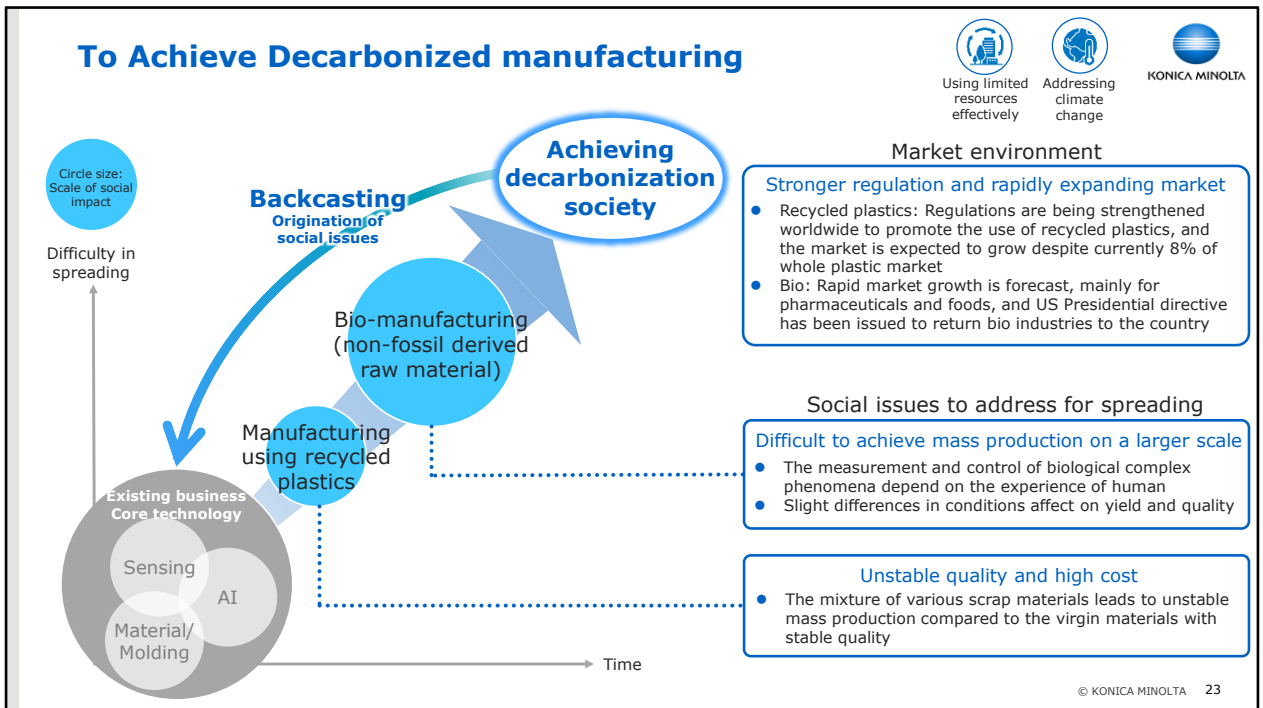 To Achieve Decarbonized manufacturing
Using limited
resources
effectively
Addressing
climate
change
KONICA MINOLTA
Circle size:
Scale of social
impact
Difficulty in
spreading
Backcasting
Origination of
social issues
Achieving
decarbonization
society
Bio-manufacturing
(non-fossil derived
raw material)
Manufacturing
using recycled
plastics
Existing business
Core technology
Sensing
AI
Material/
Molding
Time
Market environment
Stronger regulation and rapidly expanding market
● Recycled plastics: Regulations are being strengthened
worldwide to promote the use of recycled plastics, and
the market is expected to grow despite currently 8% of
whole plastic market
● Bio: Rapid market growth is forecast, mainly for
pharmaceuticals and foods, and US Presidential directive
has been issued to return bio industries to the country
Social issues to address for spreading
Difficult to achieve mass production on a larger scale
● The measurement and control of biological complex
phenomena depend on the experience of human
● Slight differences in conditions affect on yield and quality
Unstable quality and high cost
● The mixture of various scrap materials leads to unstable
mass production compared to the virgin materials with
stable quality
© KONICA MINOLTA 23